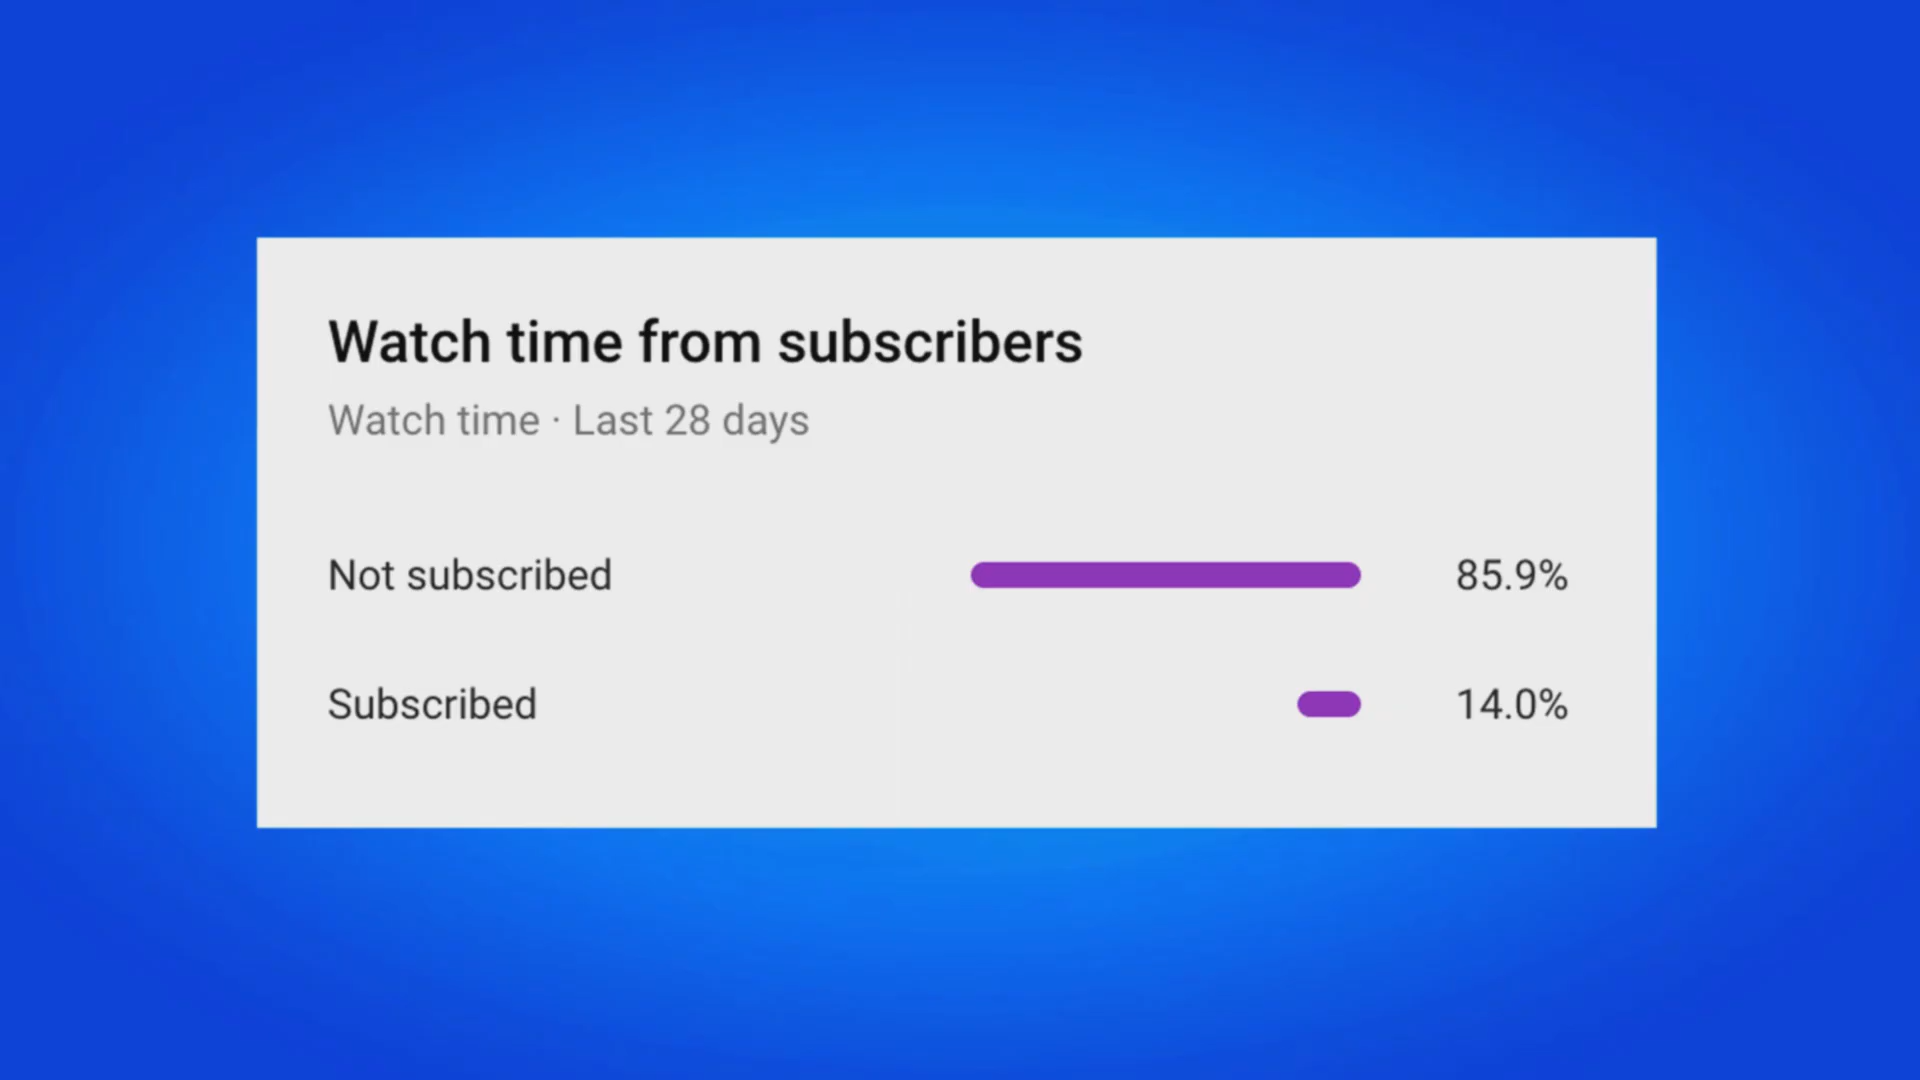 Watch time from subscribers
Watch time · Last 28 days
Not subscribed 85.9%
Subscribed 14.0%